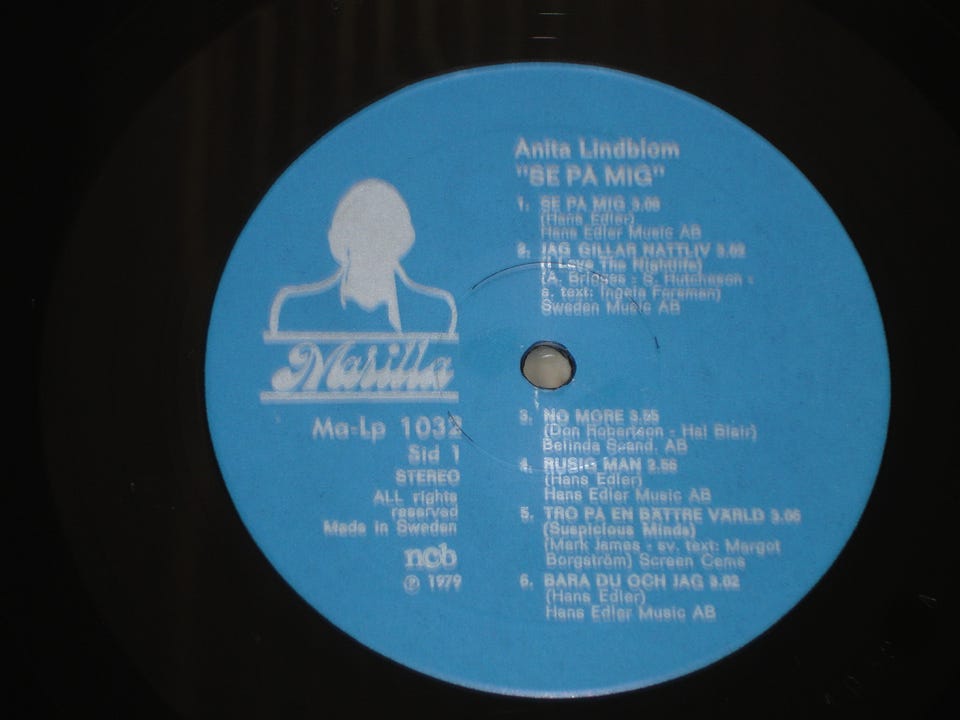 Anita Lindblom
"SE PÅ MIG"
1. SE PÅ MIG 3.06
(Hans Edler)
Hans Edler Music AB
2. JAG GILLAR NATTLIV 3.02
(I Love The Nightlife)
(A. Bridges - S. Hutcheson -
s. text: Ingela Forsman)
Sweden Music AB
Marilla
Ma-Lp 1032
Sid 1
STEREO
ALL rights
reserved
Made in Sweden
ncb
℗ 1979
3. NO MORE 3.55
(Don Robertson - Hal Blair)
Belinda Scand. AB
4. RUSIG MAN 2.56
(Hans Edler)
Hans Edler Music AB
5. TRO PÅ EN BÄTTRE VÄRLD 3.06
(Suspicious Minds)
(Mark James - sv. text: Margot
Borgström) Screen Gems
6. BARA DU OCH JAG 3.02
(Hans Edler)
Hans Edler Music AB